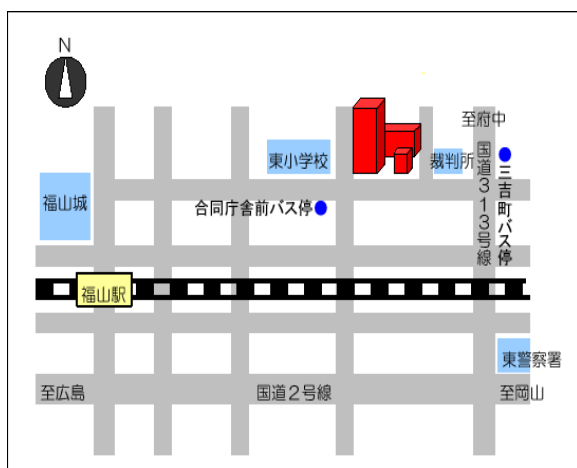 N
至府中
東小学校
裁判所
国道313号線
三吉町バス停
福山城
合同庁舎前バス停
福山駅
東警察署
至広島
国道2号線
至岡山